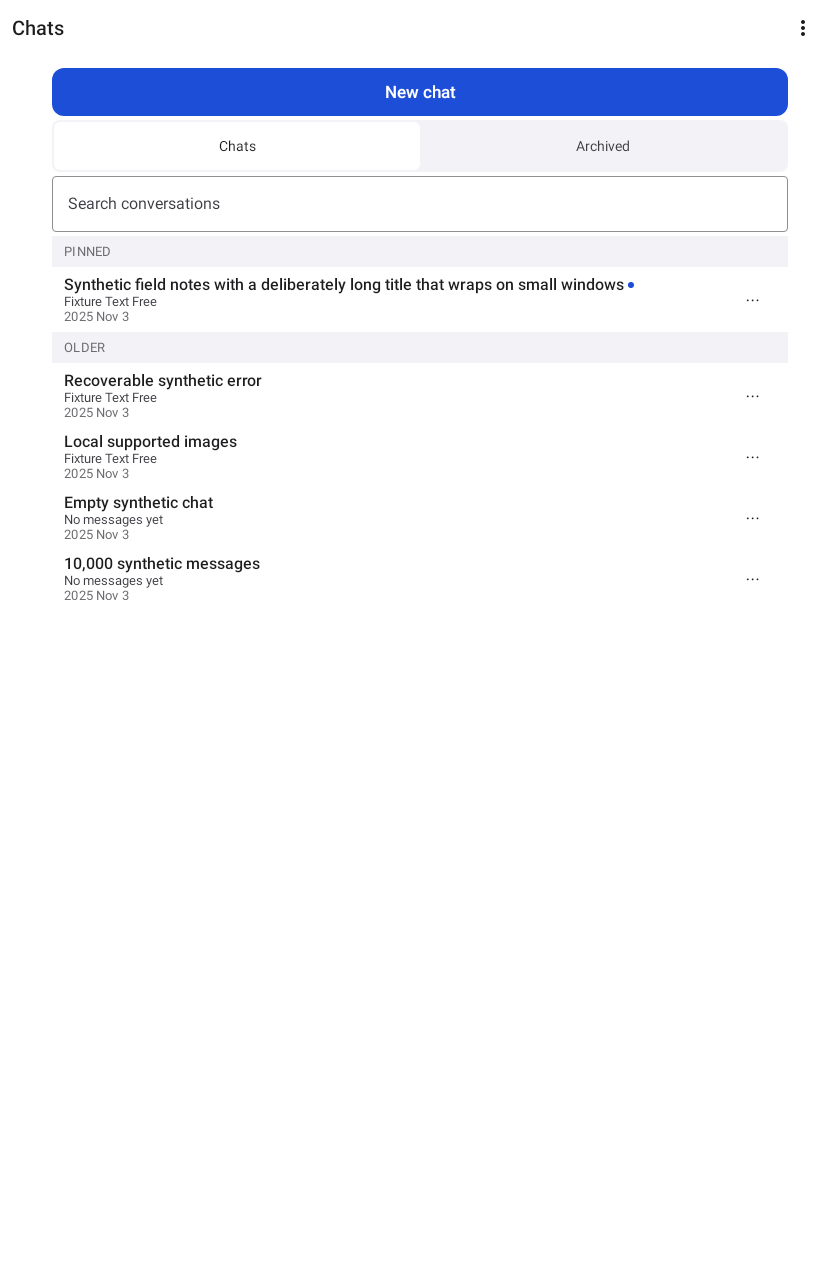 Chats
New chat
Chats
Archived
Search conversations
PINNED
Synthetic field notes with a deliberately long title that wraps on small windows
Fixture Text Free
2025 Nov 3
OLDER
Recoverable synthetic error
Fixture Text Free
2025 Nov 3
Local supported images
Fixture Text Free
2025 Nov 3
Empty synthetic chat
No messages yet
2025 Nov 3
10,000 synthetic messages
No messages yet
2025 Nov 3